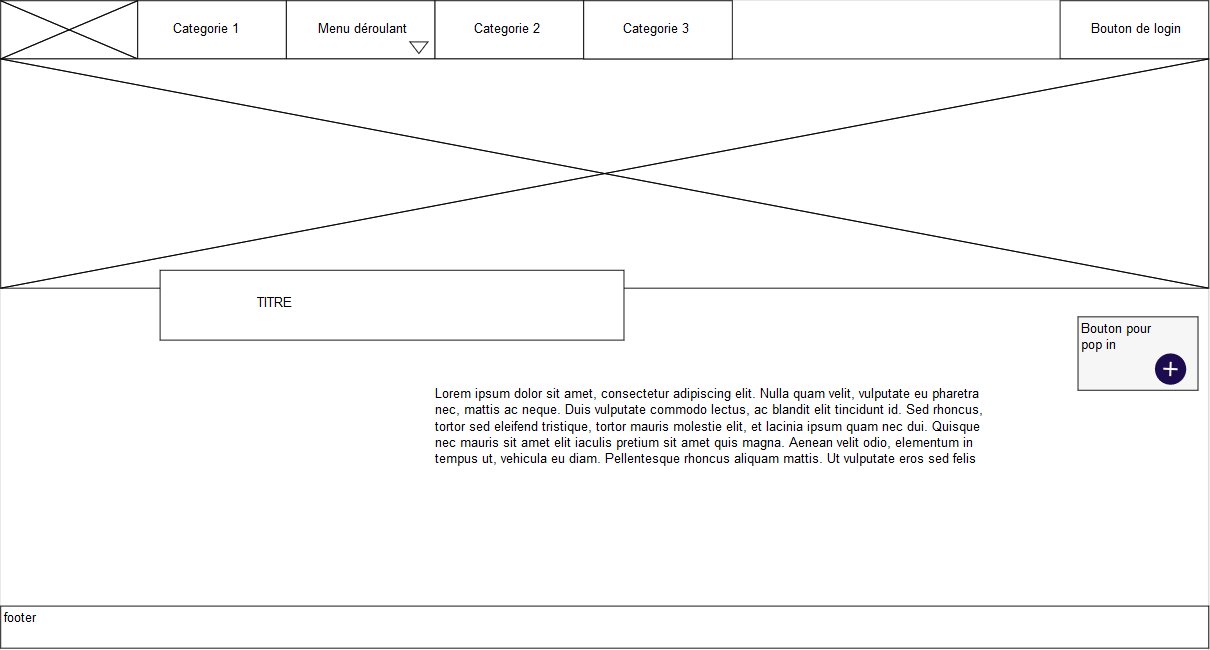 Categorie 1
Menu déroulant
Categorie 2
Categorie 3
Bouton de login
TITRE
Bouton pour
pop in
Lorem ipsum dolor sit amet, consectetur adipiscing elit. Nulla quam velit, vulputate eu pharetra
nec, mattis ac neque. Duis vulputate commodo lectus, ac blandit elit tincidunt id. Sed rhoncus,
tortor sed eleifend tristique, tortor mauris molestie elit, et lacinia ipsum quam nec dui. Quisque
nec mauris sit amet elit iaculis pretium sit amet quis magna. Aenean velit odio, elementum in
tempus ut, vehicula eu diam. Pellentesque rhoncus aliquam mattis. Ut vulputate eros sed felis
footer